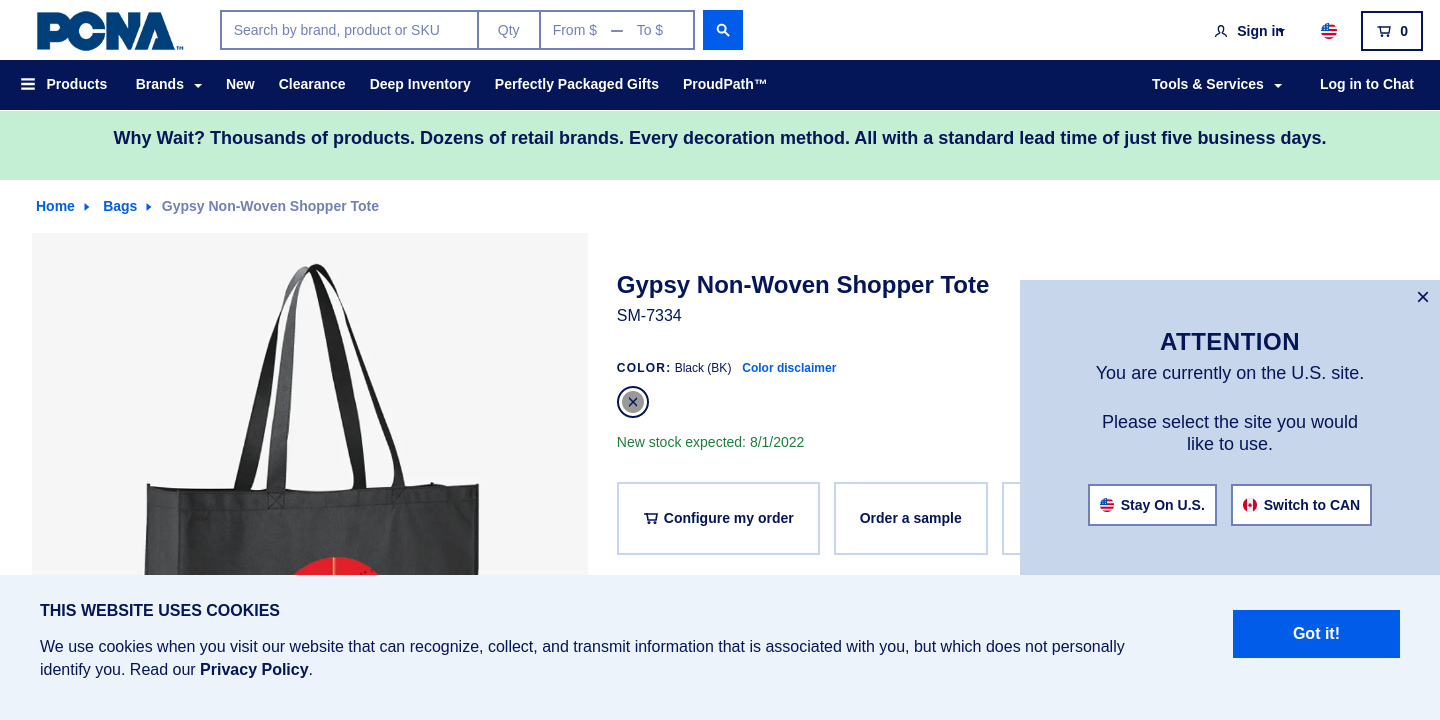 PCNA™
Search by brand, product or SKU
Qty
From $ — To $
Sign in
0
Products
Brands
New
Clearance
Deep Inventory
Perfectly Packaged Gifts
ProudPath™
Tools & Services
Log in to Chat
Why Wait? Thousands of products. Dozens of retail brands. Every decoration method. All with a standard lead time of just five business days.
Home
Bags
Gypsy Non-Woven Shopper Tote
Gypsy Non-Woven Shopper Tote
SM-7334
COLOR: Black (BK) Color disclaimer
New stock expected: 8/1/2022
Configure my order
Order a sample
×
ATTENTION
You are currently on the U.S. site.
Please select the site you would
like to use.
Stay On U.S.
Switch to CAN
THIS WEBSITE USES COOKIES
We use cookies when you visit our website that can recognize, collect, and transmit information that is associated with you, but which does not personally
identify you. Read our Privacy Policy.
Got it!